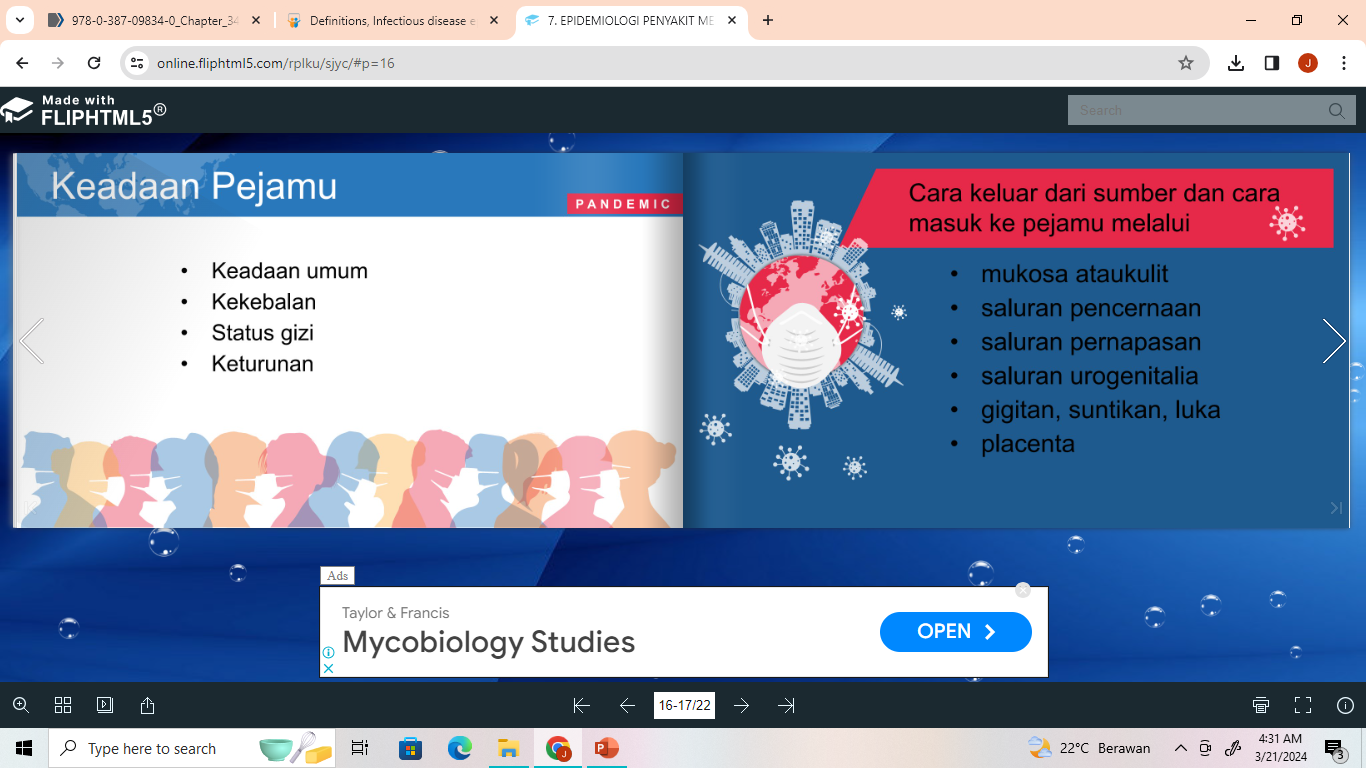 978-0-387-09834-0_Chapter_34
Definitions, Infectious disease e
7. EPIDEMIOLOGI PENYAKIT ME
online.fliphtml5.com/rplku/sjyc/#p=16
J
Made with
FLIPHTML5®
Search
Keadaan Pejamu
PANDEMIC
• Keadaan umum
• Kekebalan
• Status gizi
• Keturunan
Cara keluar dari sumber dan cara
masuk ke pejamu melalui
• mukosa ataukulit
• saluran pencernaan
• saluran pernapasan
• saluran urogenitalia
• gigitan, suntikan, luka
• placenta
Ads
Taylor & Francis
Mycobiology Studies
OPEN
16-17/22
Type here to search
22°C Berawan
4:31 AM
3/21/2024
3